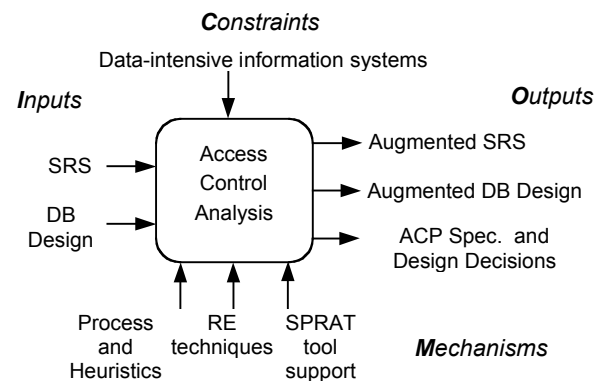 Constraints
Data-intensive information systems
Inputs
Outputs
SRS
DB
Design
Access
Control
Analysis
Augmented SRS
Augmented DB Design
ACP Spec. and
Design Decisions
Process
and
Heuristics
RE
techniques
SPRAT
tool
support
Mechanisms